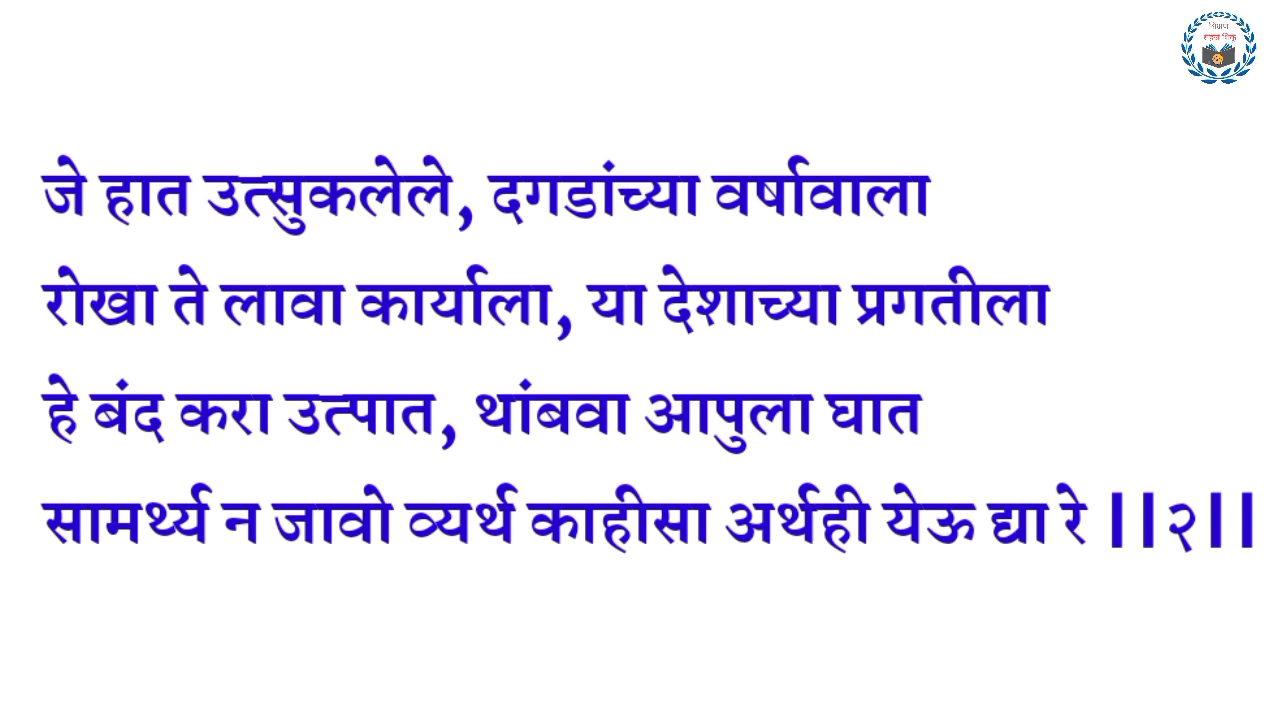 जे हात उत्सुकलेले, दगडांच्या वर्षावाला
रोखा ते लावा कार्याला, या देशाच्या प्रगतीला
हे बंद करा उत्पात, थांबवा आपुला घात
सामर्थ्य न जावो व्यर्थ काहीसा अर्थही येऊ द्या रे ||२||